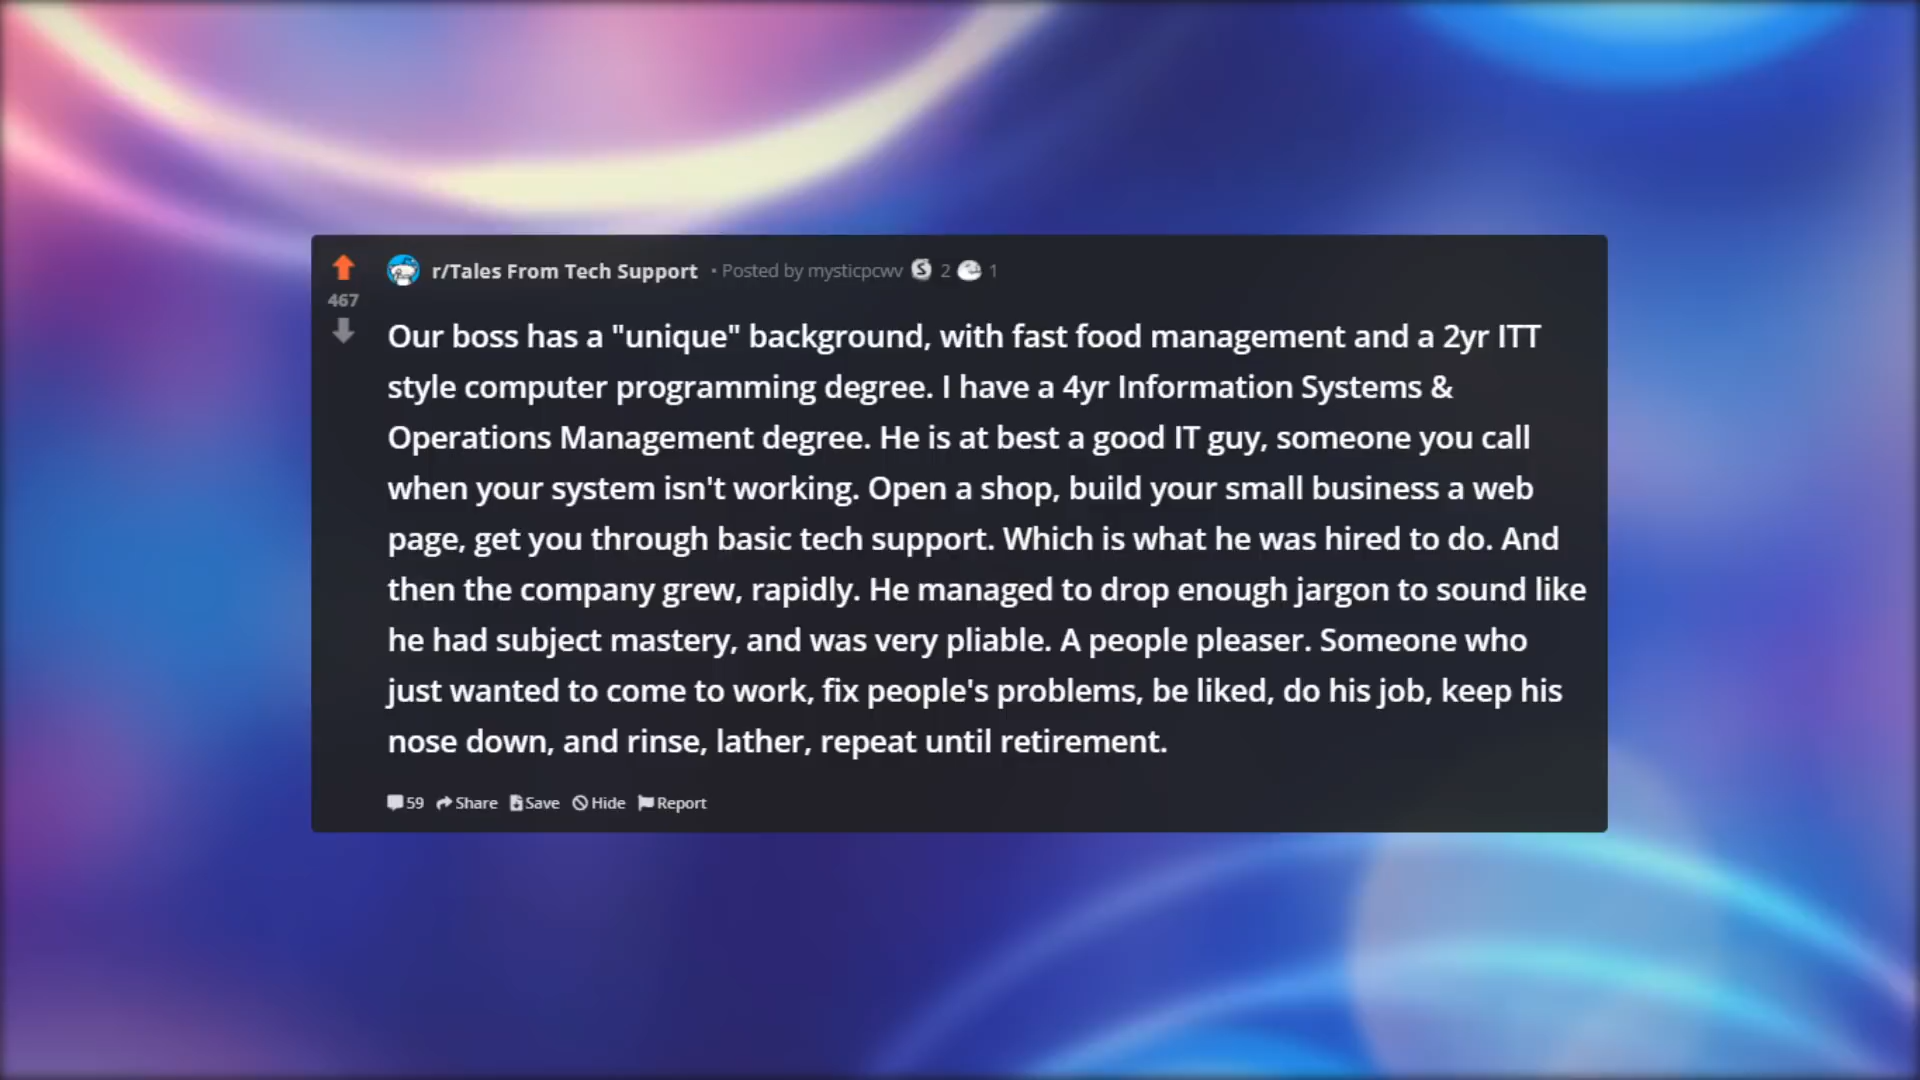 r/Tales From Tech Support • Posted by mysticpcwv S 2 1
467
Our boss has a "unique" background, with fast food management and a 2yr ITT
style computer programming degree. I have a 4yr Information Systems &
Operations Management degree. He is at best a good IT guy, someone you call
when your system isn't working. Open a shop, build your small business a web
page, get you through basic tech support. Which is what he was hired to do. And
then the company grew, rapidly. He managed to drop enough jargon to sound like
he had subject mastery, and was very pliable. A people pleaser. Someone who
just wanted to come to work, fix people's problems, be liked, do his job, keep his
nose down, and rinse, lather, repeat until retirement.
59 Share Save Hide Report